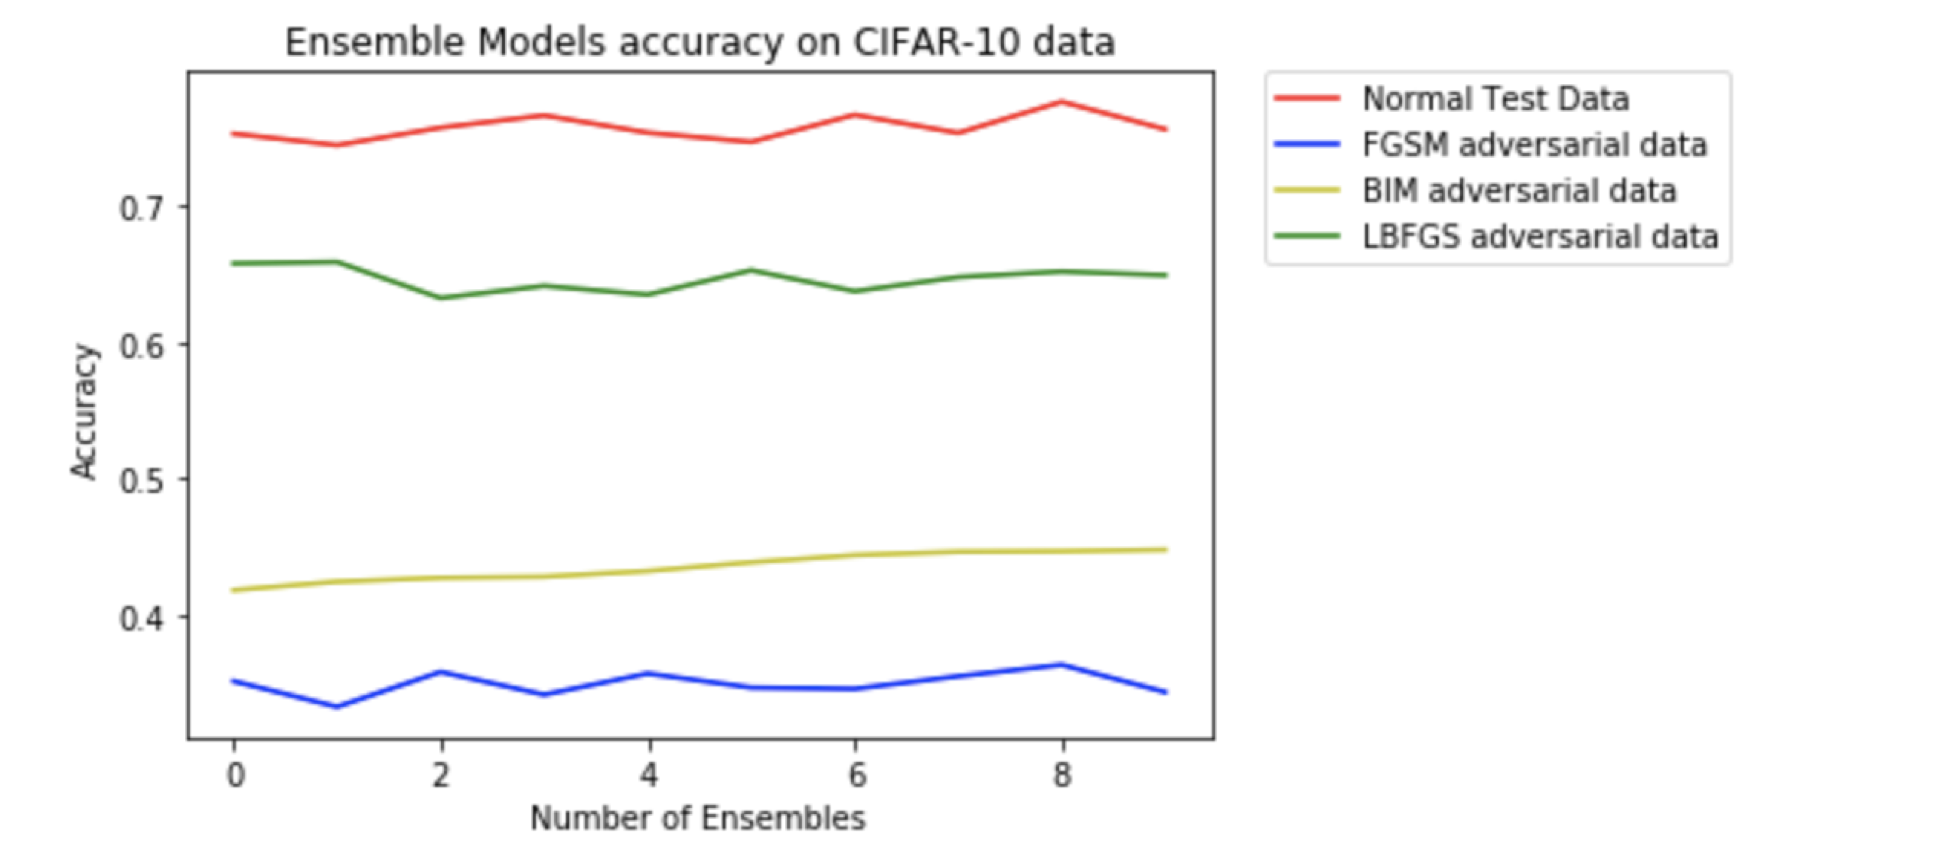 Ensemble Models accuracy on CIFAR-10 data
Normal Test Data
FGSM adversarial data
BIM adversarial data
LBFGS adversarial data
Accuracy
0.7
0.6
0.5
0.4
0 2 4 6 8
Number of Ensembles